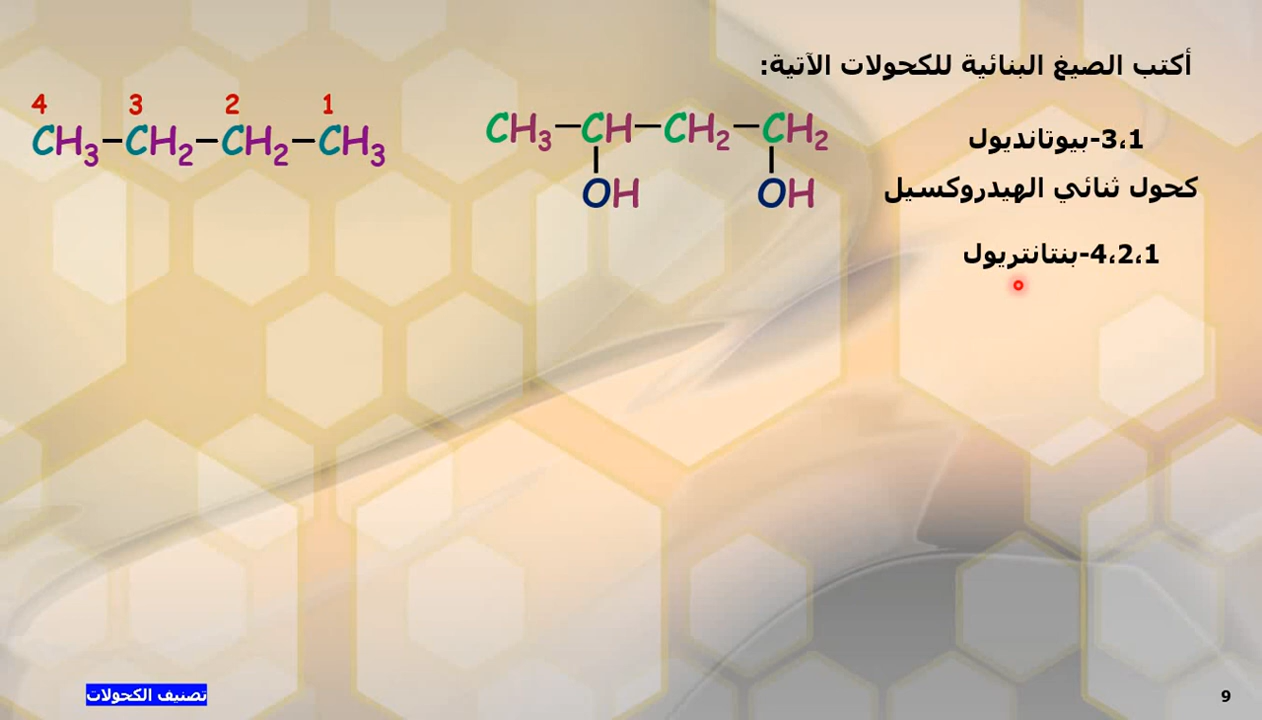 أكتب الصيغ البنائية للكحولات الآتية:
3،1-بيوتانديول
CH3−CH−CH2−CH2
OH OH
4 3 2 1
CH3−CH2−CH2−CH3
كحول ثنائي الهيدروكسيل
4،2،1-بنتانتريول
تصنيف الكحولات
9